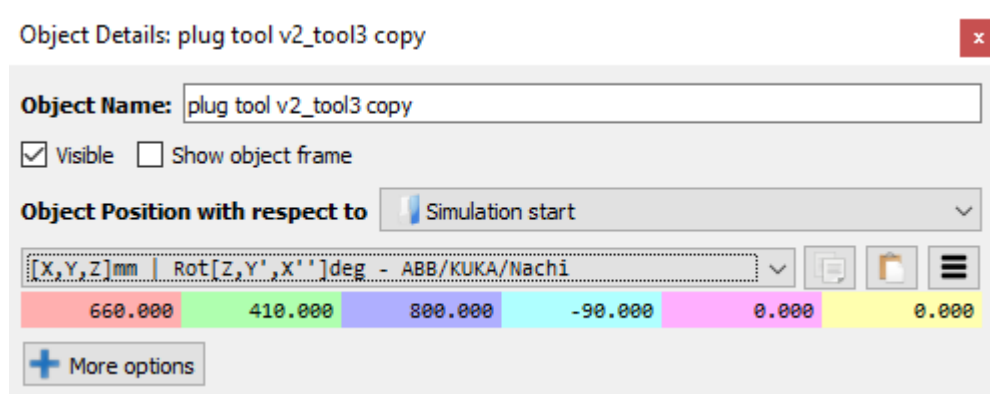 Object Details: plug tool v2_tool3 copy
x
Object Name: plug tool v2_tool3 copy
Visible Show object frame
Object Position with respect to Simulation start
[X,Y,Z]mm | Rot[Z,Y',X'']deg - ABB/KUKA/Nachi
660.000 410.000 800.000 -90.000 0.000 0.000
More options